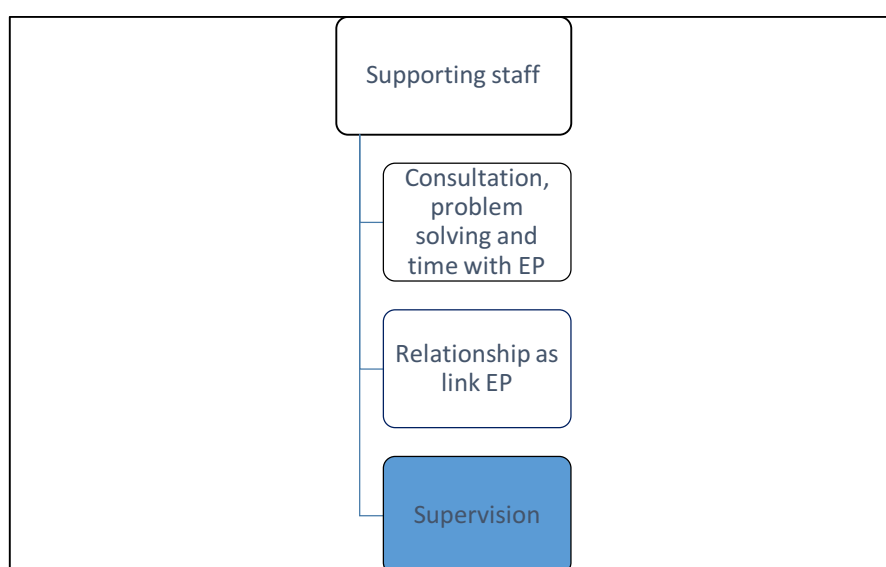 Supporting staff
Consultation,
problem
solving and
time with EP
Relationship as
link EP
Supervision